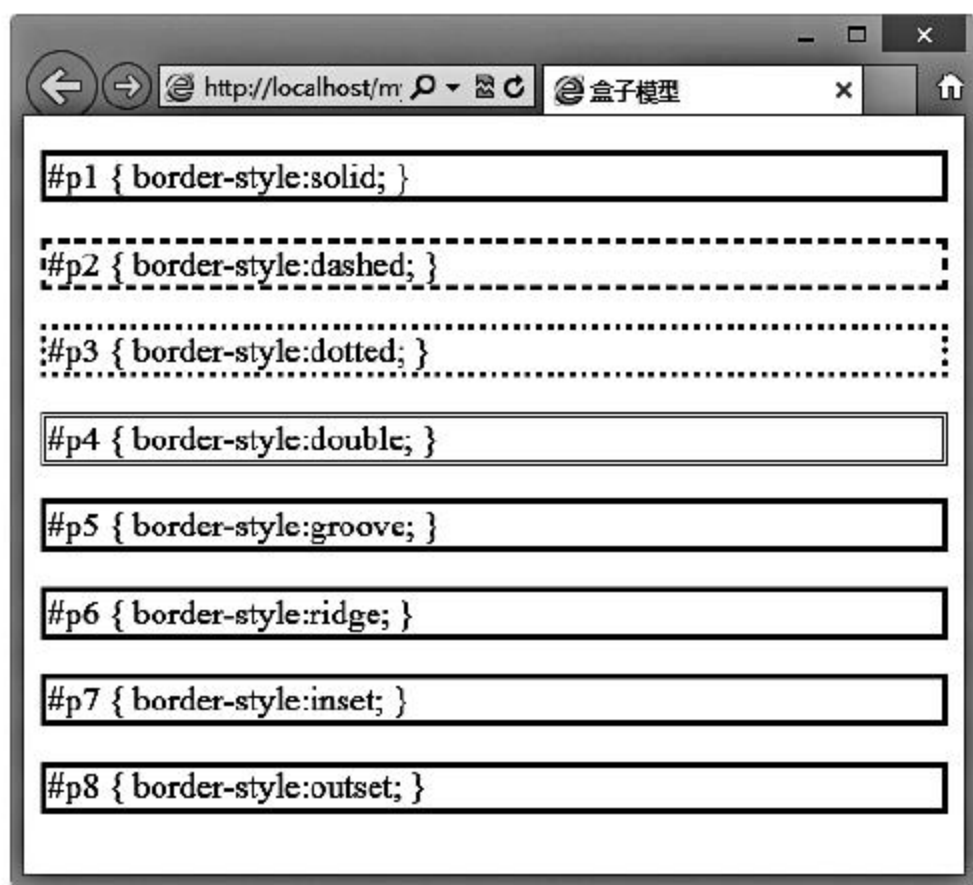 http://localhost/m
盒子模型
#p1 { border-style:solid; }
#p2 { border-style:dashed; }
#p3 { border-style:dotted; }
#p4 { border-style:double; }
#p5 { border-style:groove; }
#p6 { border-style:ridge; }
#p7 { border-style:inset; }
#p8 { border-style:outset; }